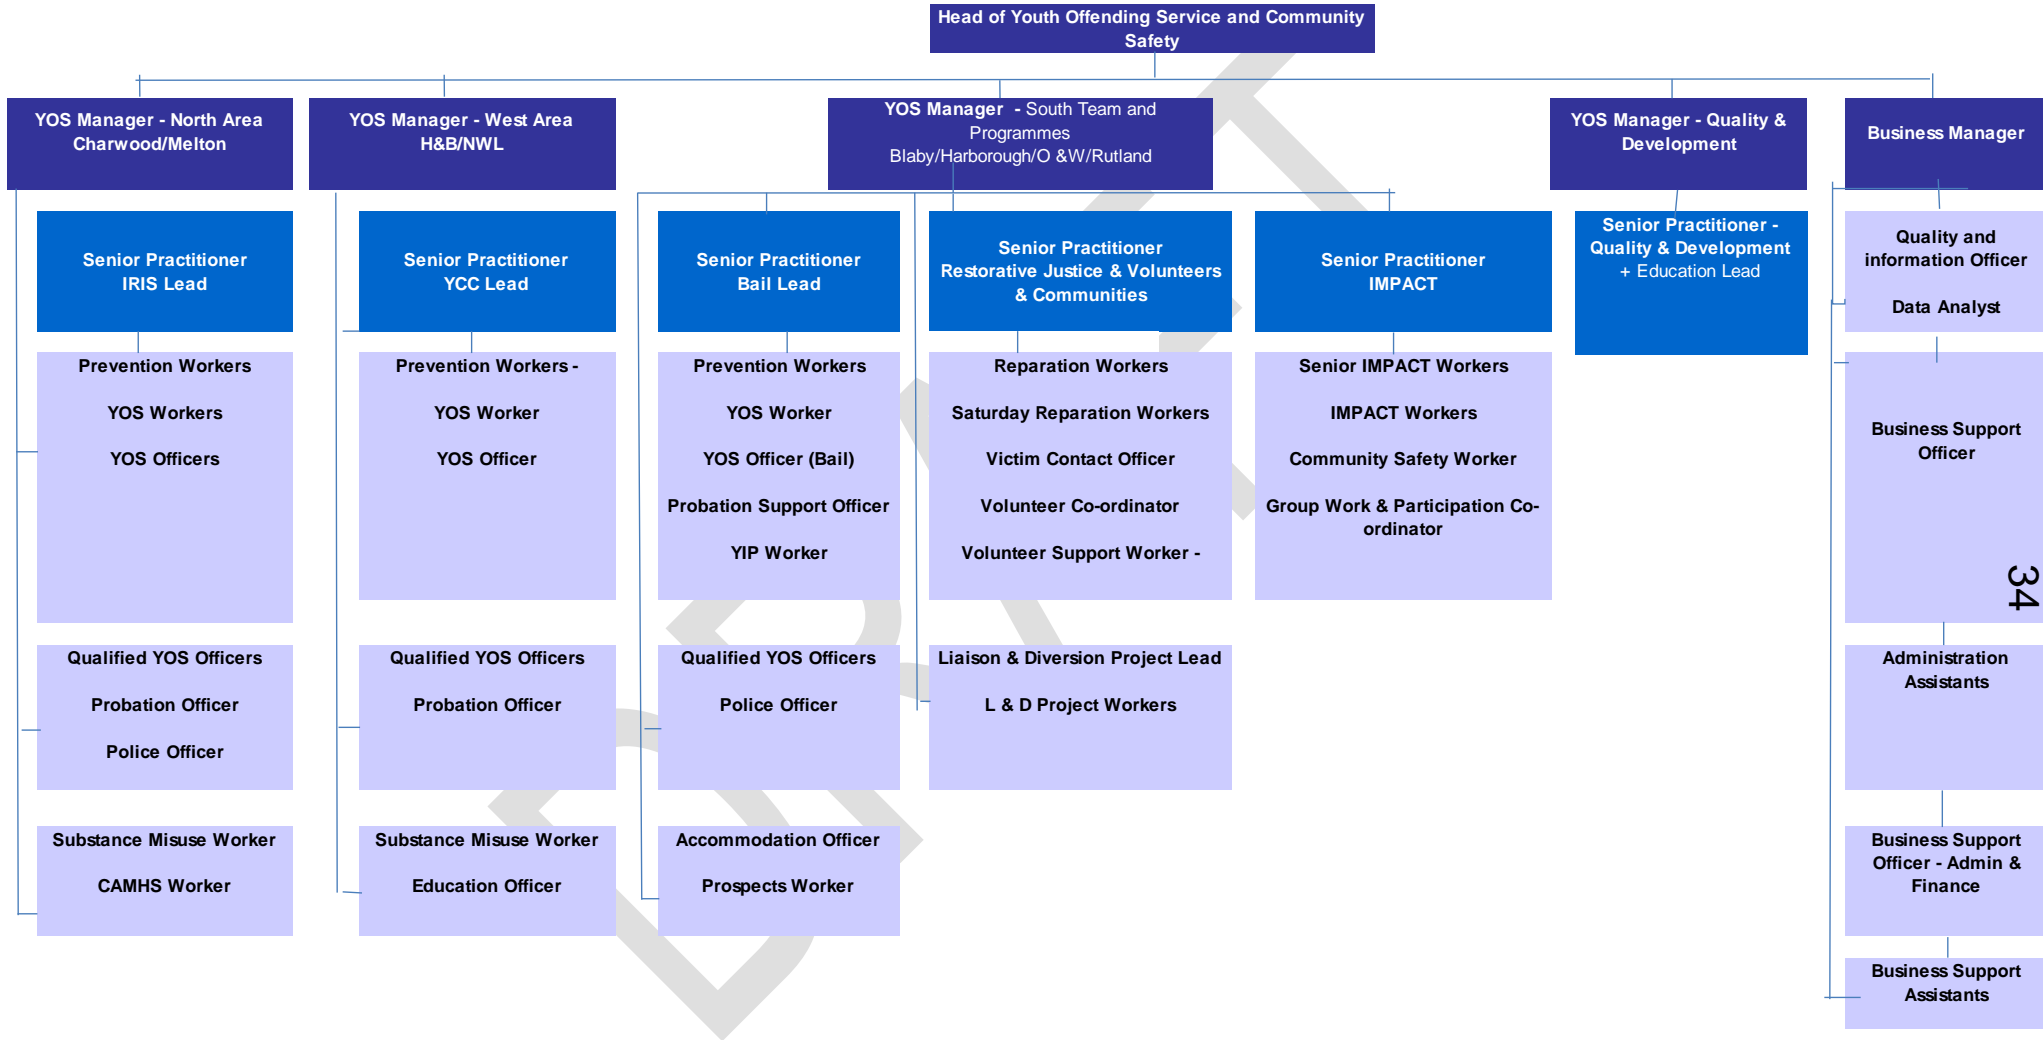 Head of Youth Offending Service and Community
Safety
YOS Manager - North Area
Charwood/Melton
YOS Manager - West Area
H&B/NWL
YOS Manager - South Team and
Programmes
Blaby/Harborough/O &W/Rutland
YOS Manager - Quality &
Development
Business Manager
Senior Practitioner
IRIS Lead
Senior Practitioner
YCC Lead
Senior Practitioner
Bail Lead
Senior Practitioner
Restorative Justice & Volunteers
& Communities
Senior Practitioner
IMPACT
Senior Practitioner -
Quality & Development
+ Education Lead
Quality and
information Officer
Data Analyst
Prevention Workers
YOS Workers
YOS Officers
Prevention Workers -
YOS Worker
YOS Officer
Prevention Workers
YOS Worker
YOS Officer (Bail)
Probation Support Officer
YIP Worker
Reparation Workers
Saturday Reparation Workers
Victim Contact Officer
Volunteer Co-ordinator
Volunteer Support Worker -
Senior IMPACT Workers
IMPACT Workers
Community Safety Worker
Group Work & Participation Co-
ordinator
Business Support
Officer
34
Qualified YOS Officers
Probation Officer
Police Officer
Qualified YOS Officers
Probation Officer
Qualified YOS Officers
Police Officer
Liaison & Diversion Project Lead
L & D Project Workers
Administration
Assistants
Substance Misuse Worker
CAMHS Worker
Substance Misuse Worker
Education Officer
Accommodation Officer
Prospects Worker
Business Support
Officer - Admin &
Finance
Business Support
Assistants
DRAFT